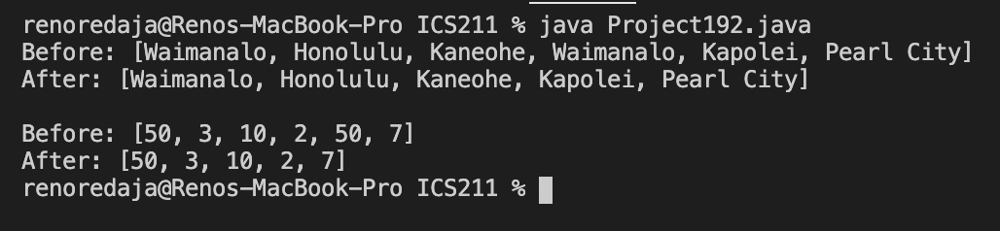 renoredaja@Renos-MacBook-Pro ICS211 % java Project192.java
Before: [Waimanalo, Honolulu, Kaneohe, Waimanalo, Kapolei, Pearl City]
After: [Waimanalo, Honolulu, Kaneohe, Kapolei, Pearl City]
Before: [50, 3, 10, 2, 50, 7]
After: [50, 3, 10, 2, 7]
renoredaja@Renos-MacBook-Pro ICS211 %